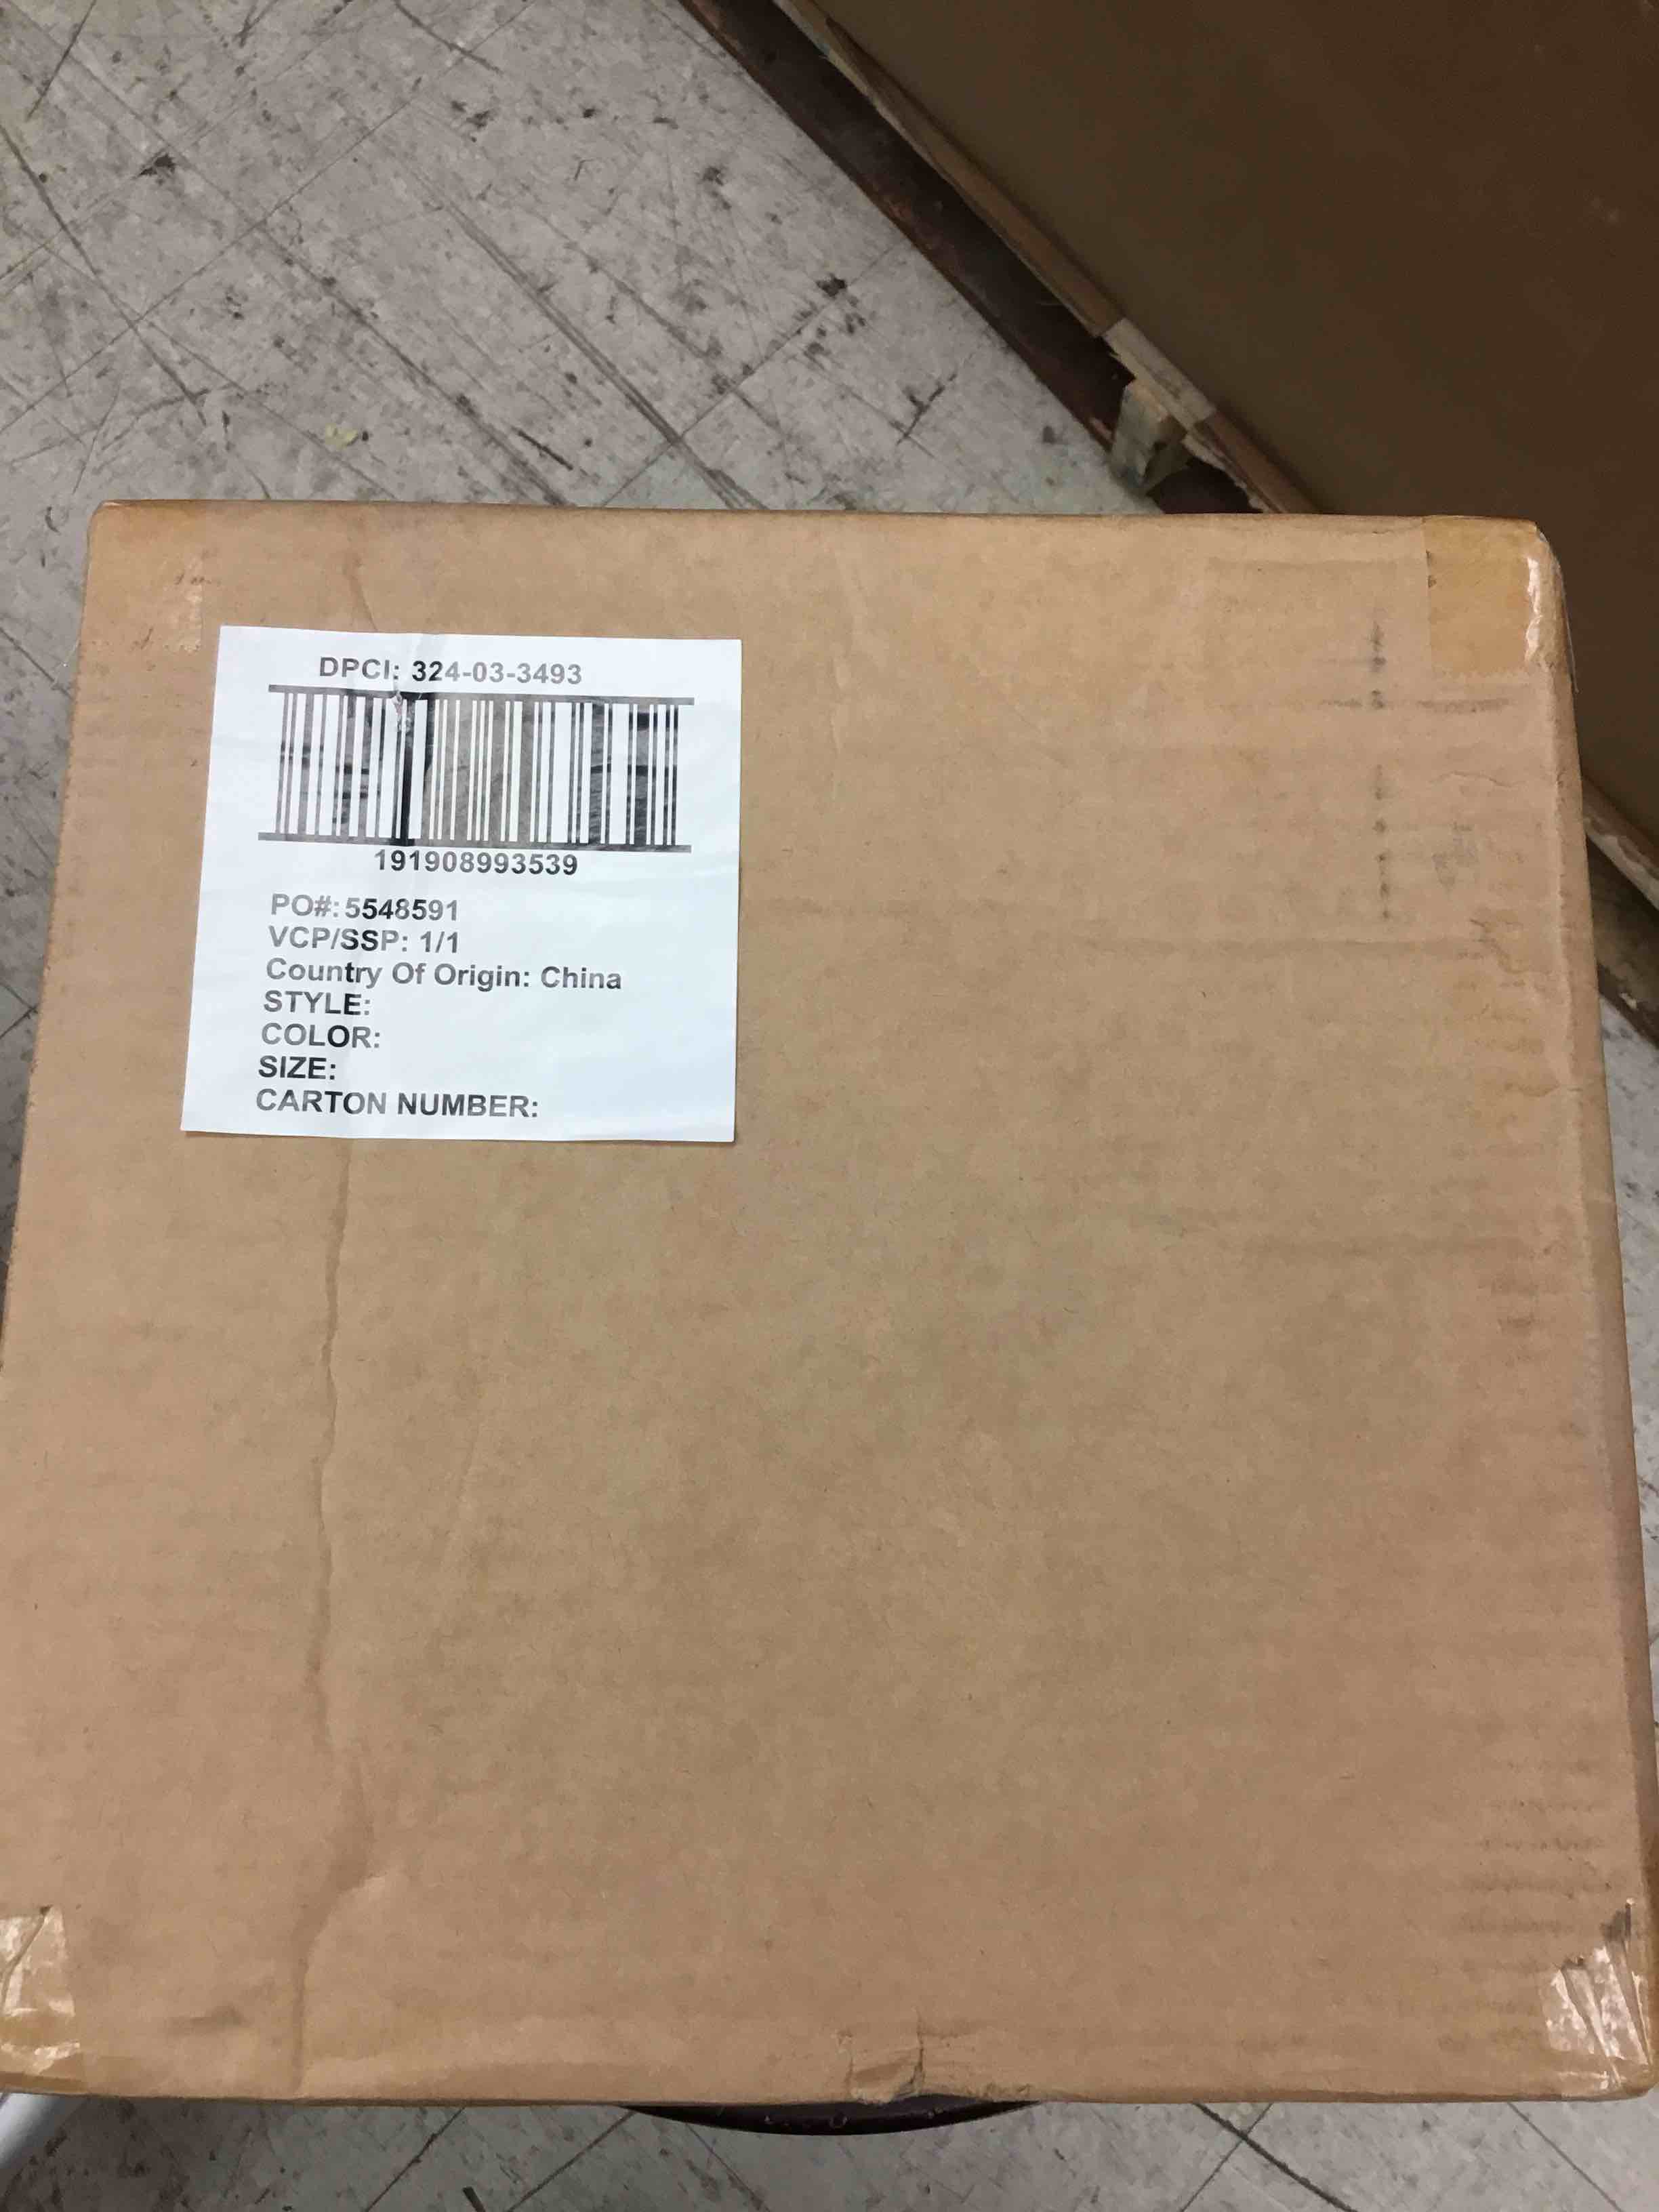 DPCI: 324-03-3493
191908993539
PO#: 5548591
VCP/SSP: 1/1
Country Of Origin: China
STYLE:
COLOR:
SIZE:
CARTON NUMBER: